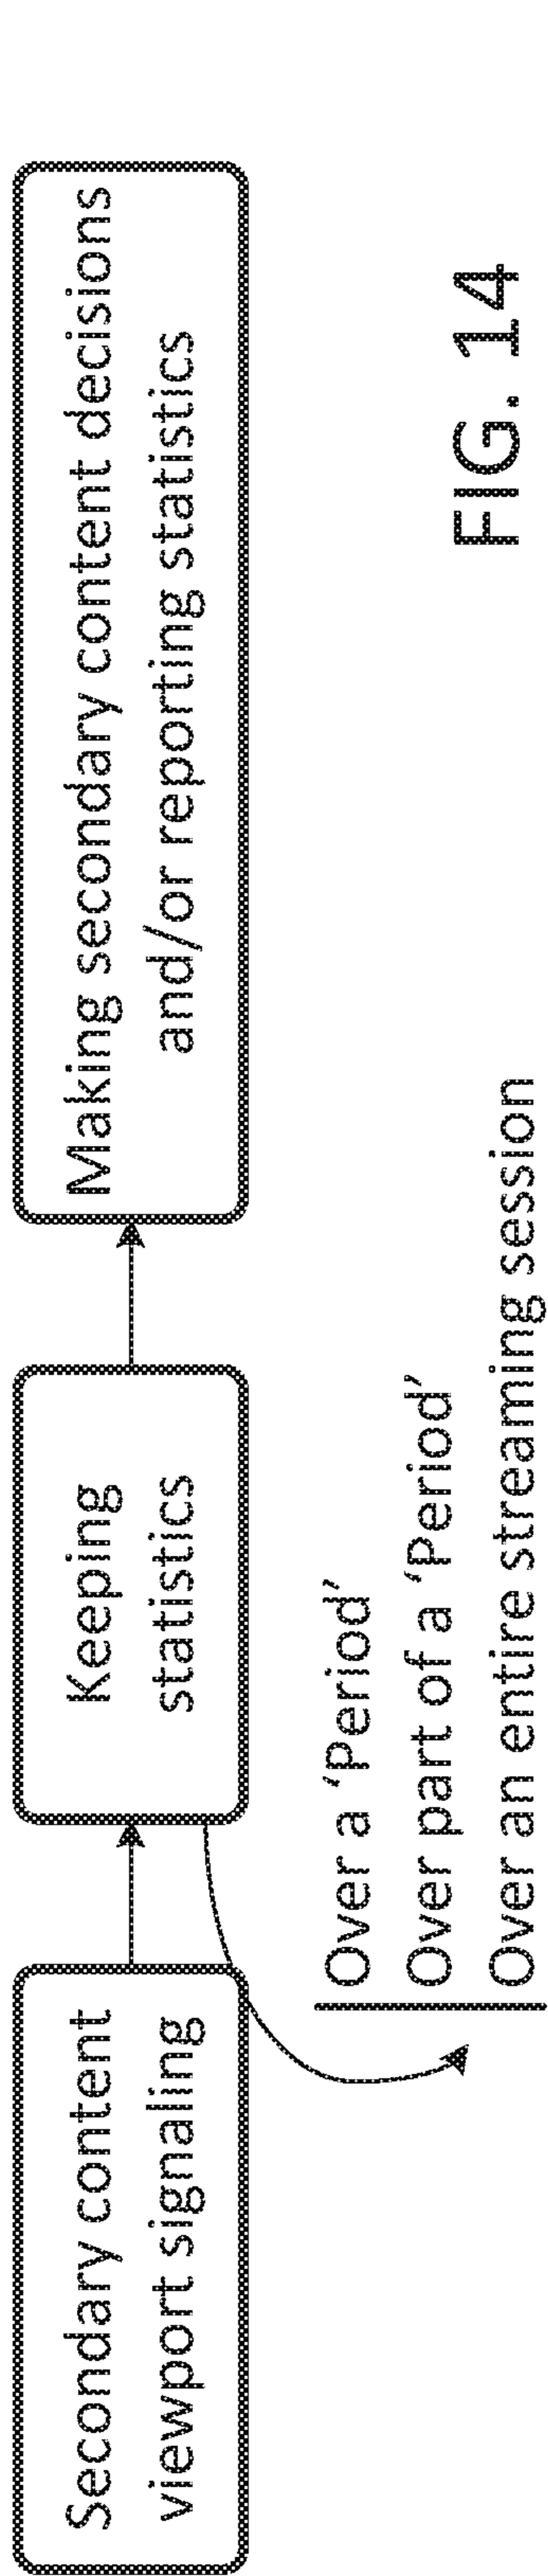 Secondary content
viewport signaling
Keeping
statistics
Making secondary content decisions
and/or reporting statistics
Over a ‘Period’
Over part of a ‘Period’
Over an entire streaming session
FIG. 14